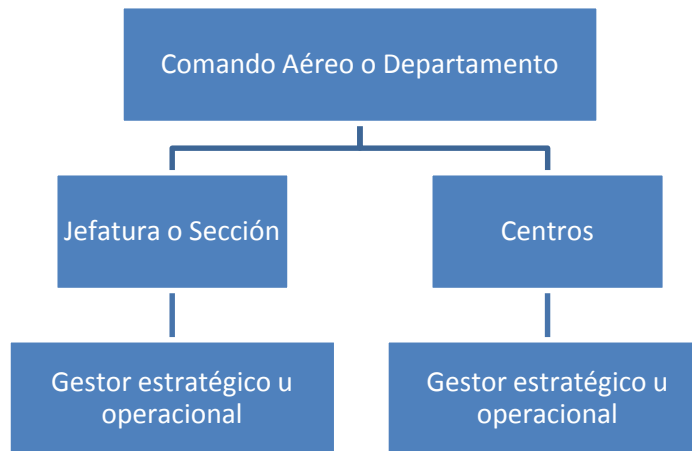 Comando Aéreo o Departamento
Jefatura o Sección
Centros
Gestor estratégico u
operacional
Gestor estratégico u
operacional